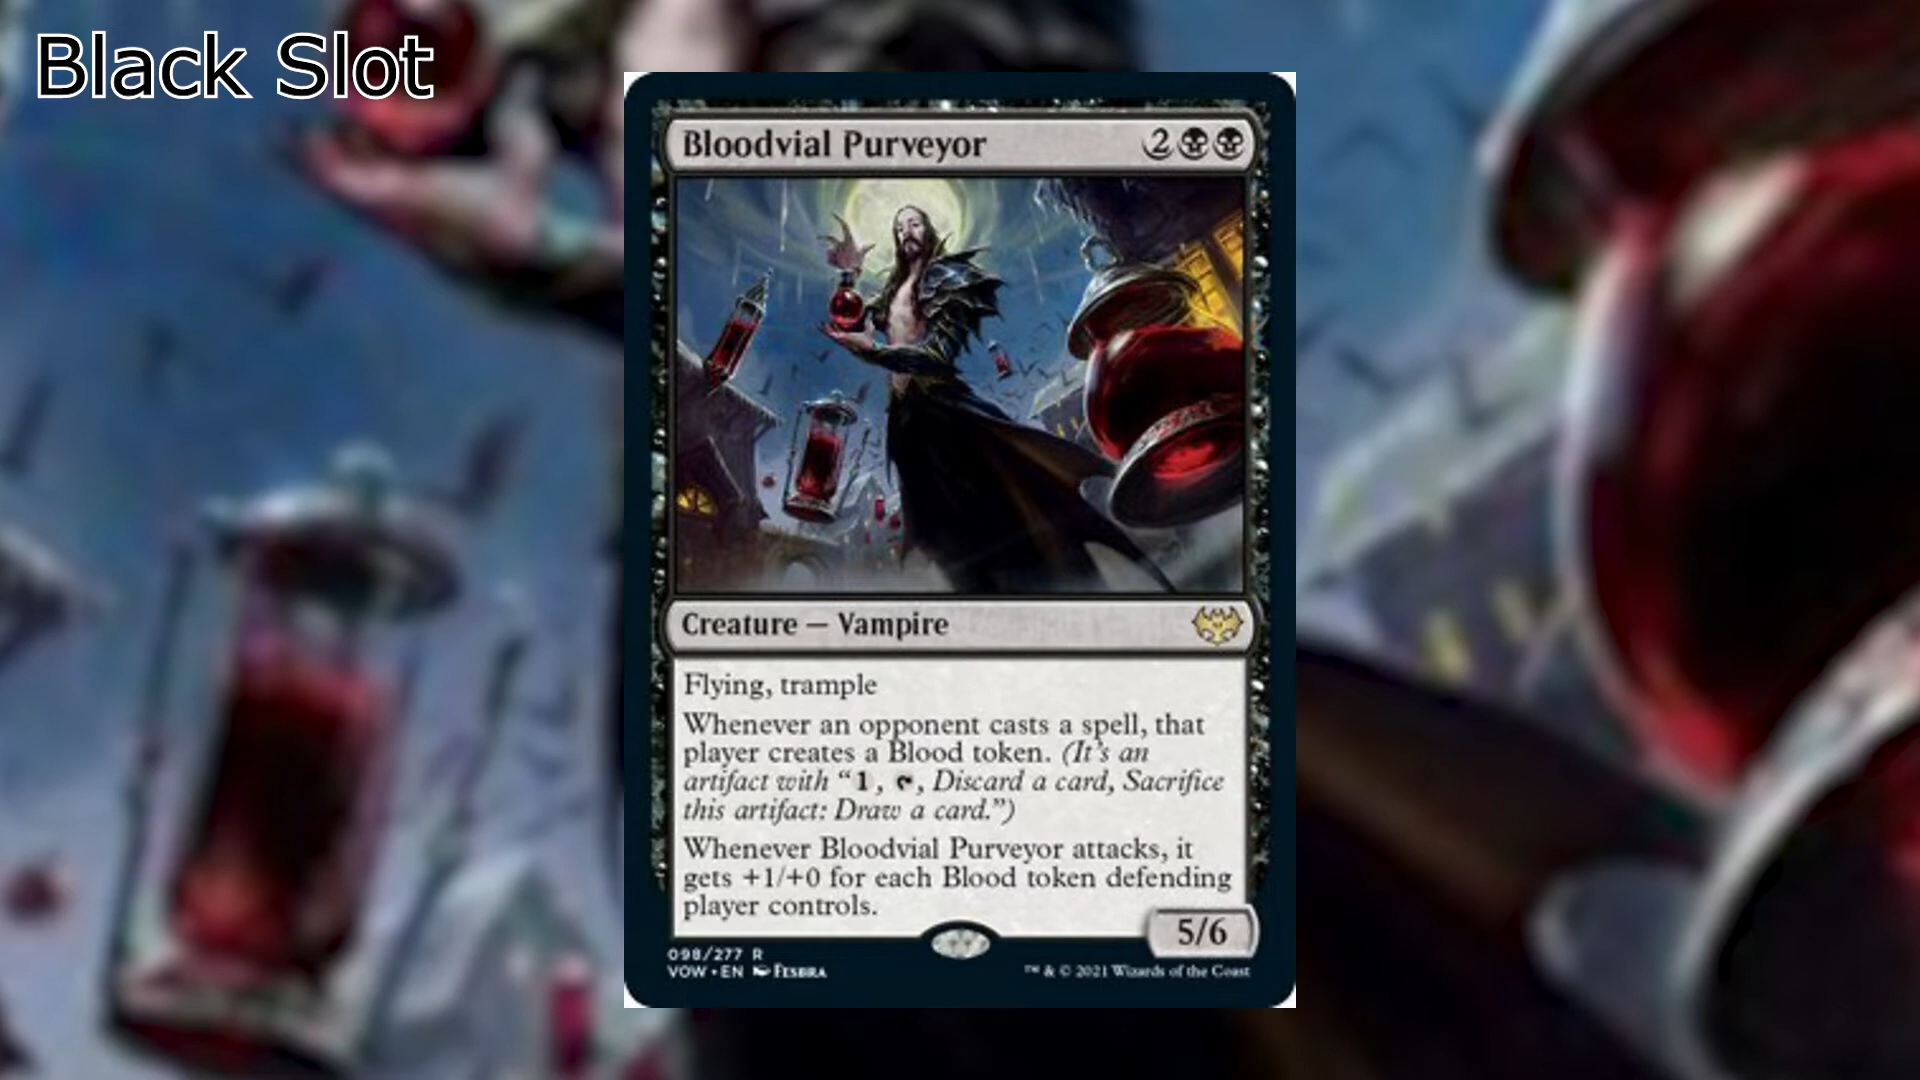 Black Slot
Bloodvial Purveyor 2
Creature — Vampire
Flying, trample
Whenever an opponent casts a spell, that
player creates a Blood token. (It's an
artifact with “1, , Discard a card, Sacrifice
this artifact: Draw a card.”)
Whenever Bloodvial Purveyor attacks, it
gets +1/+0 for each Blood token defending
player controls.
5/6
098/277 R
VOW • EN FESBRA
™ & © 2021 Wizards of the Coast